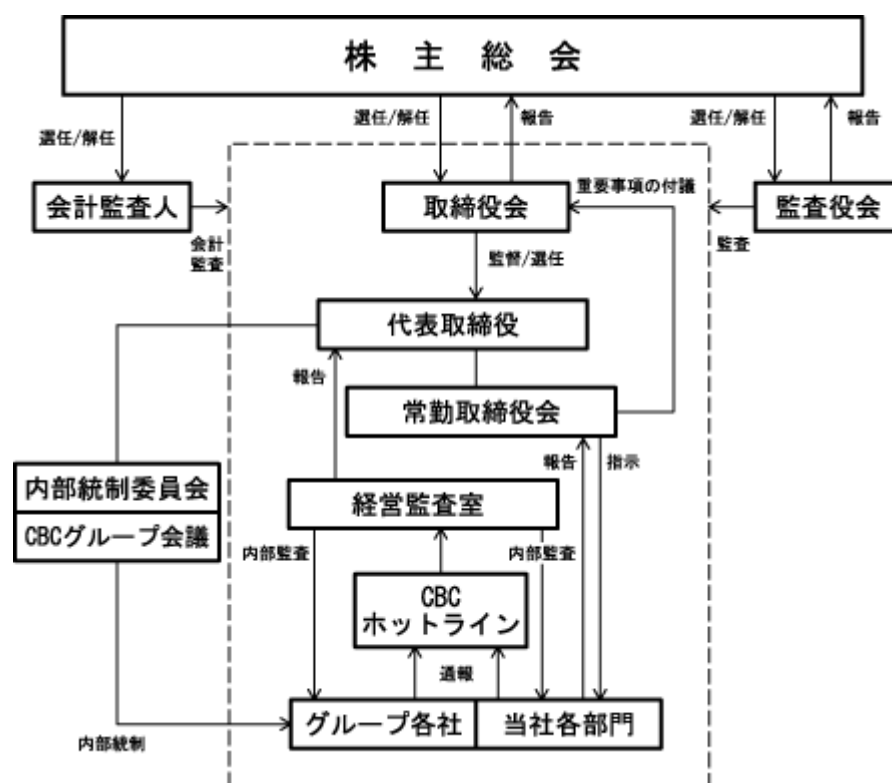 株主総会
選任/解任
選任/解任
報告
選任/解任
報告
会計監査人
取締役会
重要事項の付議
監査役会
会計
監査
監督/選任
監査
代表取締役
報告
常勤取締役会
報告
指示
内部統制委員会
CBCグループ会議
経営監査室
内部監査
内部監査
CBC
ホットライン
通報
グループ各社
当社各部門
内部統制